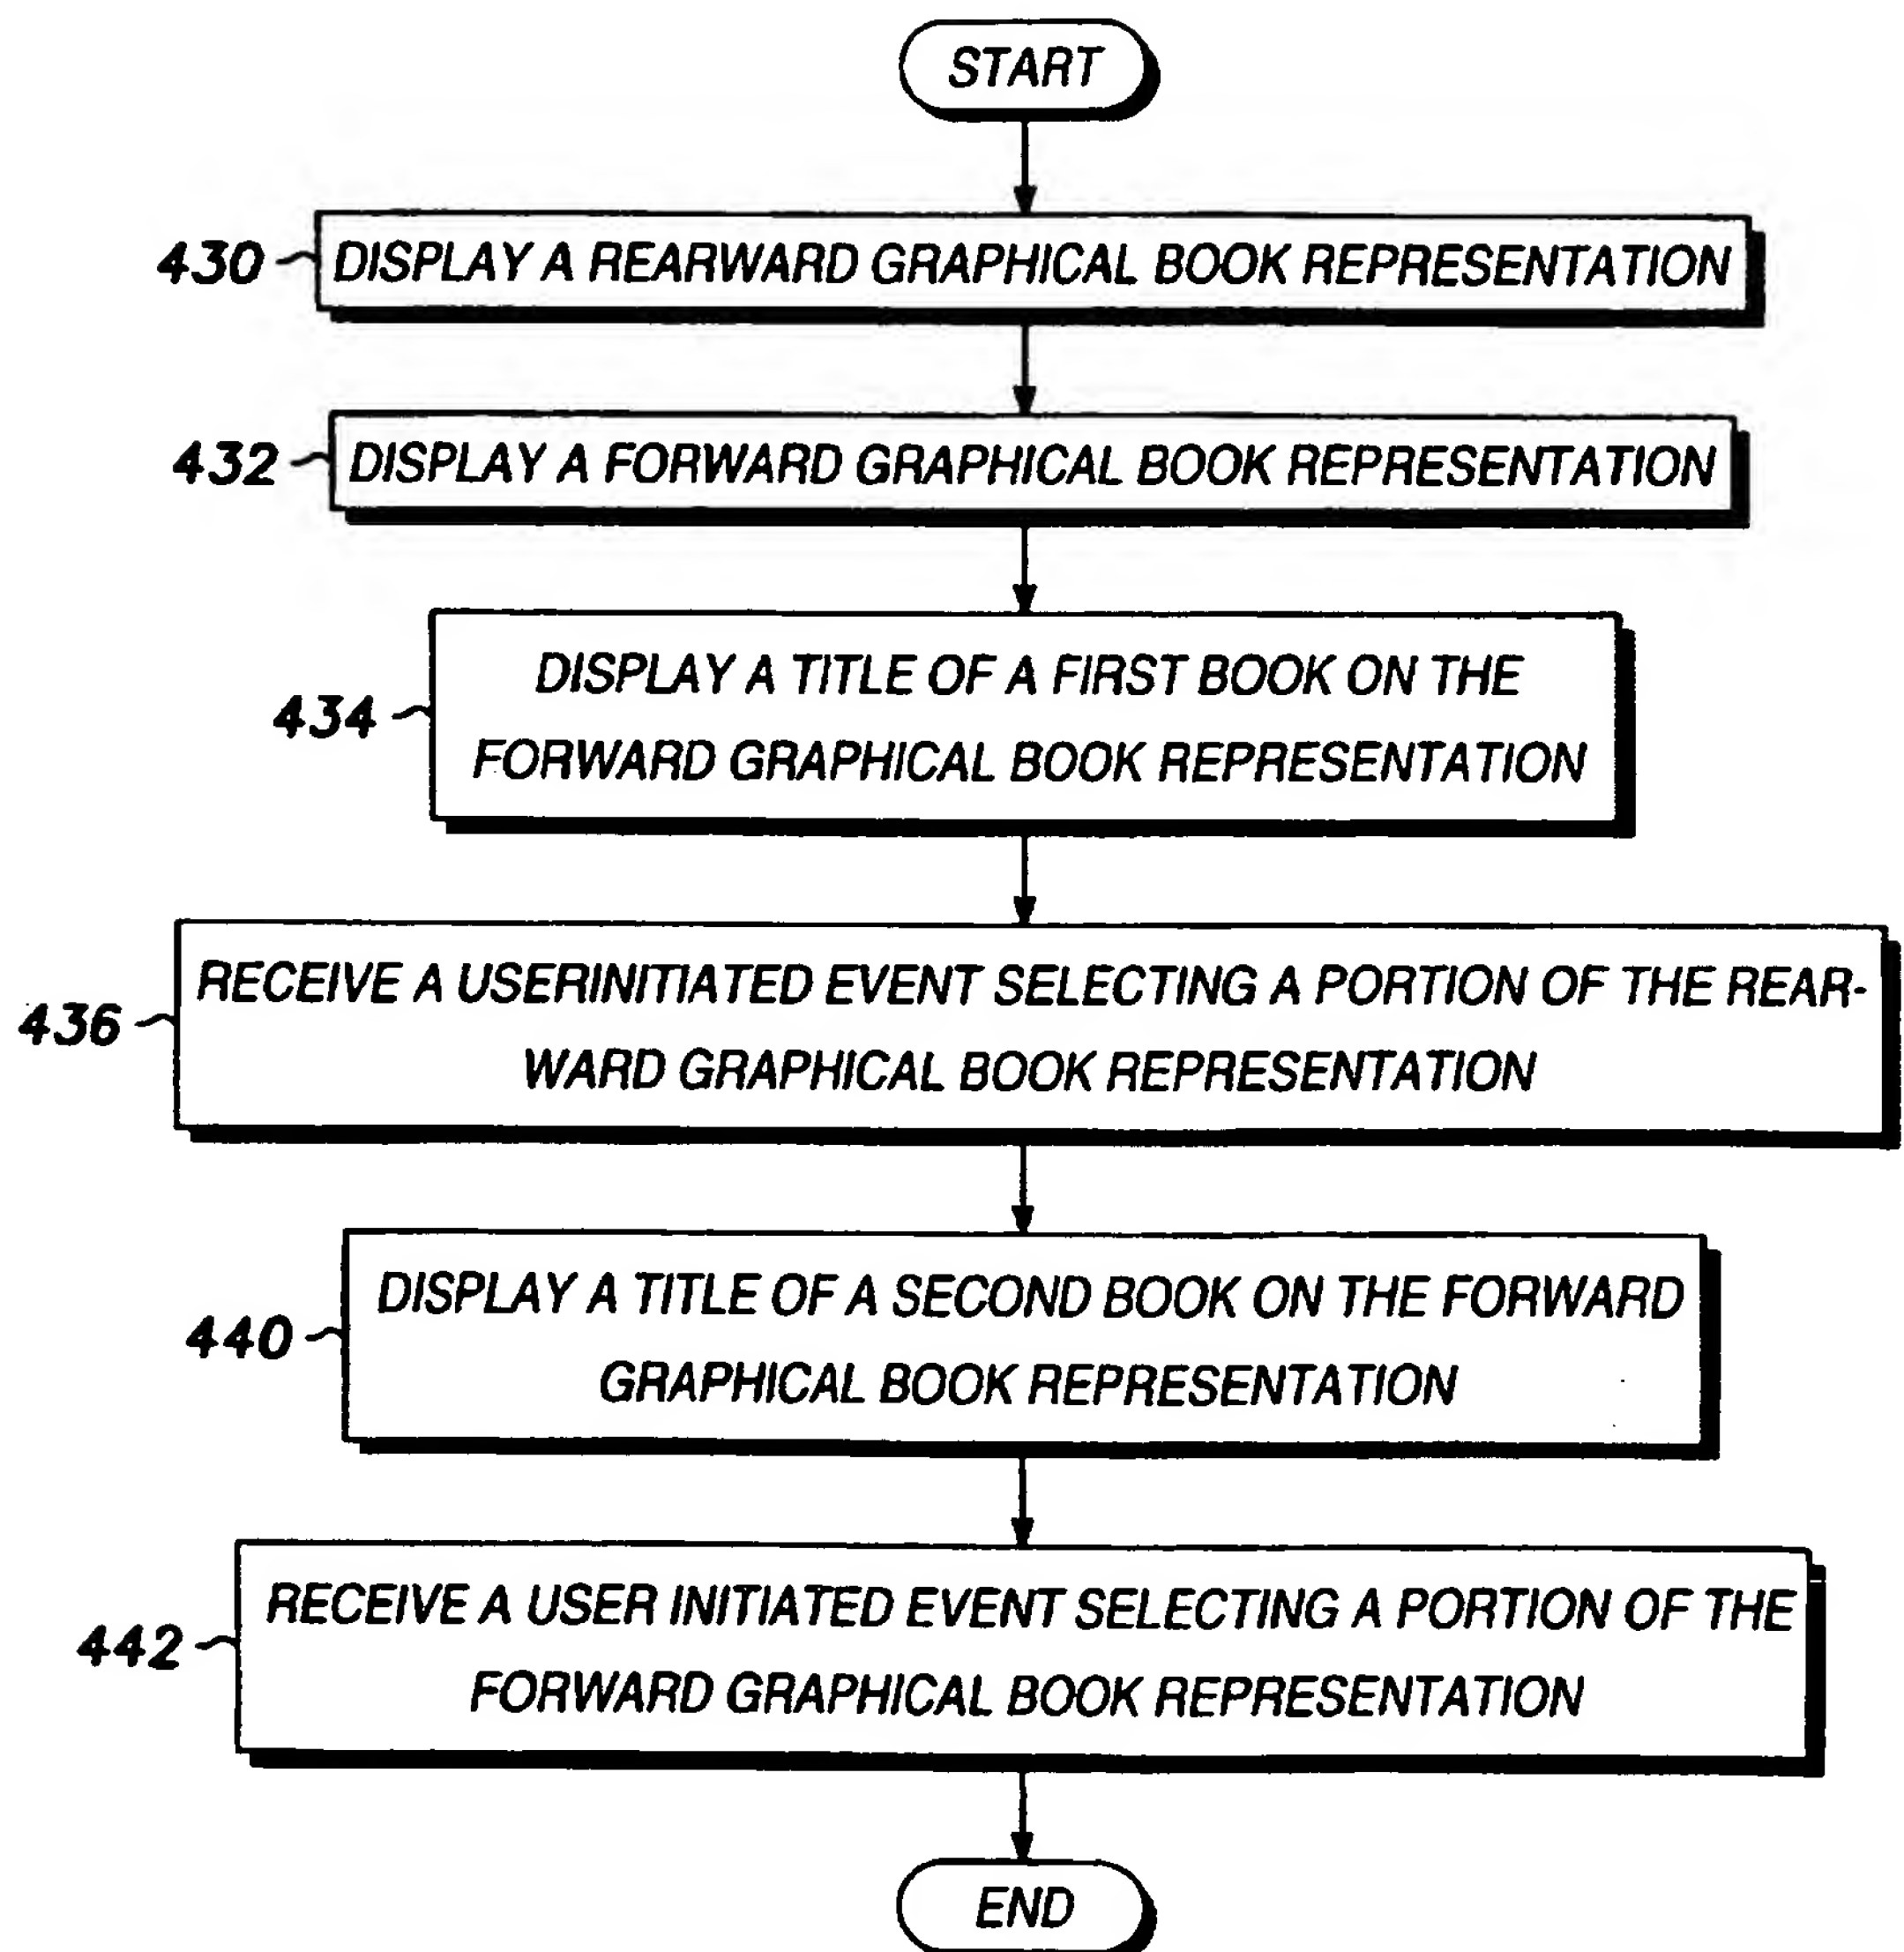 START
430 DISPLAY A REARWARD GRAPHICAL BOOK REPRESENTATION
432 DISPLAY A FORWARD GRAPHICAL BOOK REPRESENTATION
434 DISPLAY A TITLE OF A FIRST BOOK ON THE
FORWARD GRAPHICAL BOOK REPRESENTATION
436 RECEIVE A USERINITIATED EVENT SELECTING A PORTION OF THE REAR-
WARD GRAPHICAL BOOK REPRESENTATION
440 DISPLAY A TITLE OF A SECOND BOOK ON THE FORWARD
GRAPHICAL BOOK REPRESENTATION
442 RECEIVE A USER INITIATED EVENT SELECTING A PORTION OF THE
FORWARD GRAPHICAL BOOK REPRESENTATION
END